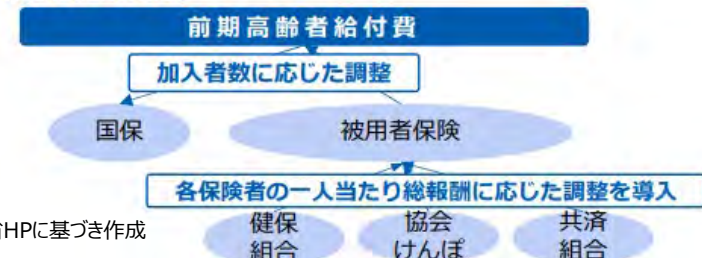 前期高齢者給付費
加入者数に応じた調整
国保
被用者保険
各保険者の一人当たり総報酬に応じた調整を導入
省HPに基づき作成
健保
組合
協会
けんぽ
共済
組合